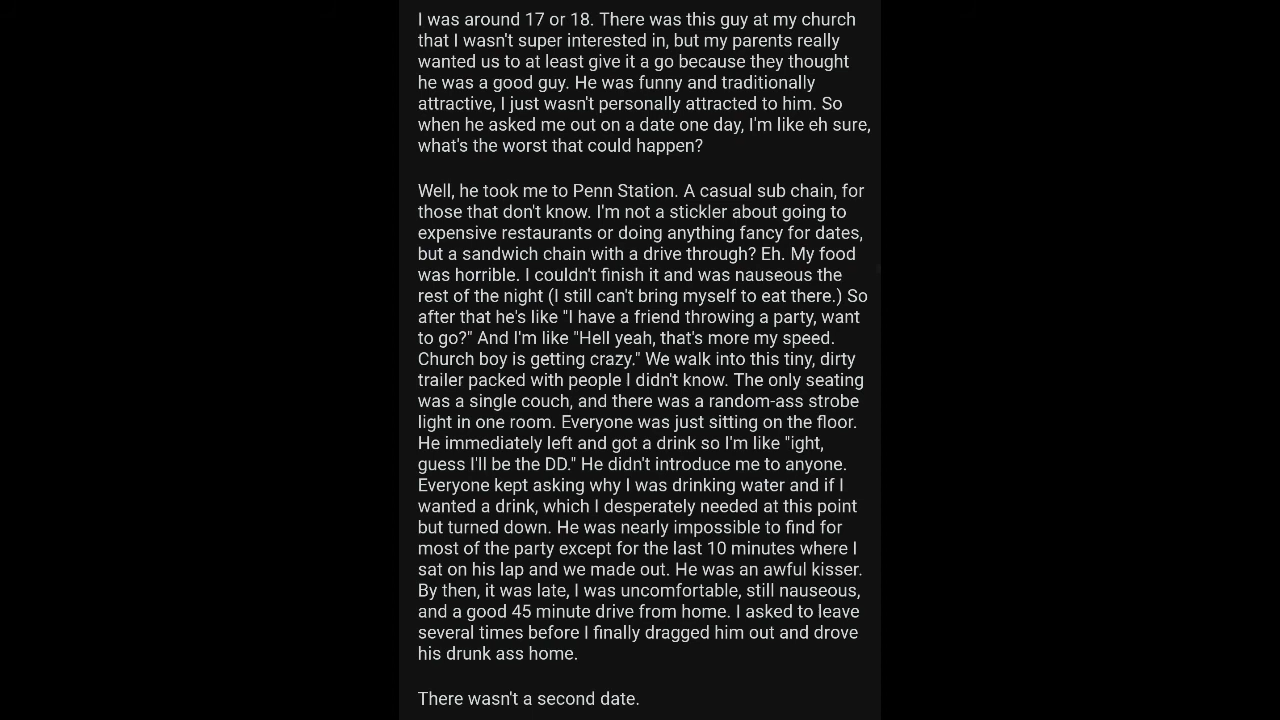 I was around 17 or 18. There was this guy at my church
that I wasn't super interested in, but my parents really
wanted us to at least give it a go because they thought
he was a good guy. He was funny and traditionally
attractive, I just wasn't personally attracted to him. So
when he asked me out on a date one day, I'm like eh sure,
what's the worst that could happen?
Well, he took me to Penn Station. A casual sub chain, for
those that don't know. I'm not a stickler about going to
expensive restaurants or doing anything fancy for dates,
but a sandwich chain with a drive through? Eh. My food
was horrible. I couldn't finish it and was nauseous the
rest of the night (I still can't bring myself to eat there.) So
after that he's like "I have a friend throwing a party, want
to go?" And I'm like "Hell yeah, that's more my speed.
Church boy is getting crazy." We walk into this tiny, dirty
trailer packed with people I didn't know. The only seating
was a single couch, and there was a random-ass strobe
light in one room. Everyone was just sitting on the floor.
He immediately left and got a drink so I'm like "ight,
guess I'll be the DD." He didn't introduce me to anyone.
Everyone kept asking why I was drinking water and if I
wanted a drink, which I desperately needed at this point
but turned down. He was nearly impossible to find for
most of the party except for the last 10 minutes where I
sat on his lap and we made out. He was an awful kisser.
By then, it was late, I was uncomfortable, still nauseous,
and a good 45 minute drive from home. I asked to leave
several times before I finally dragged him out and drove
his drunk ass home.
There wasn't a second date.